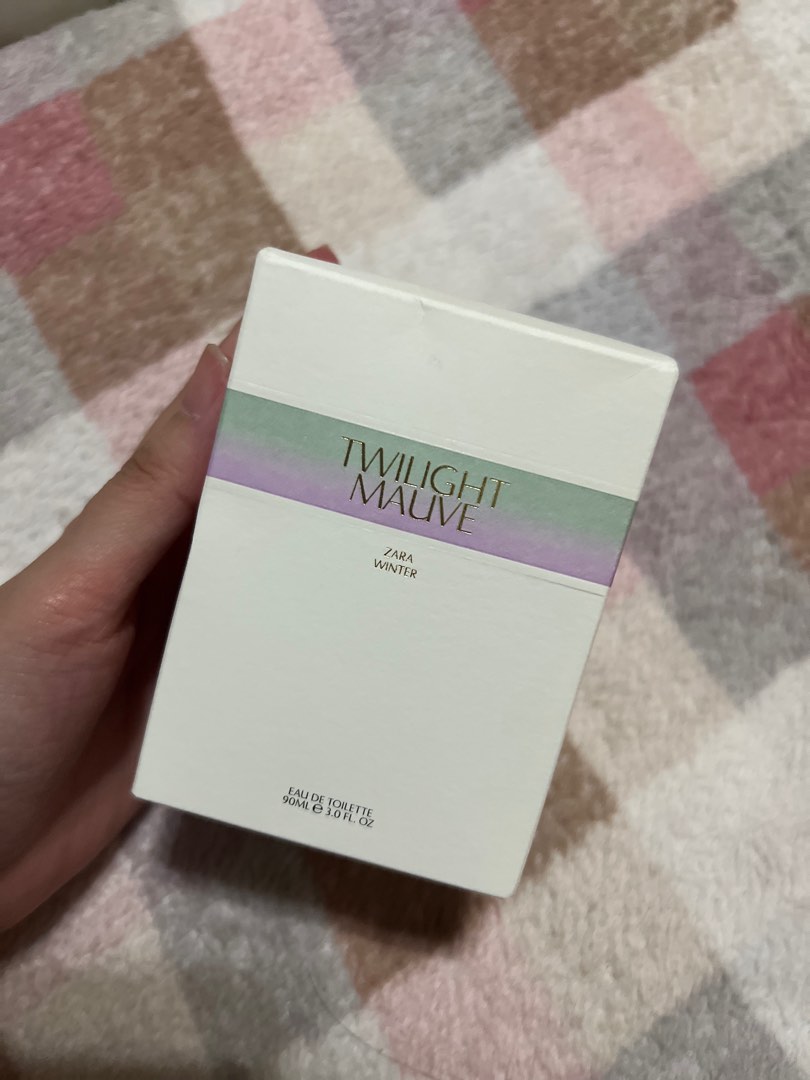 TWILIGHT
MAUVE
ZARA
WINTER
EAU DE TOILETTE
90ML ℮ 3.0 FL. OZ